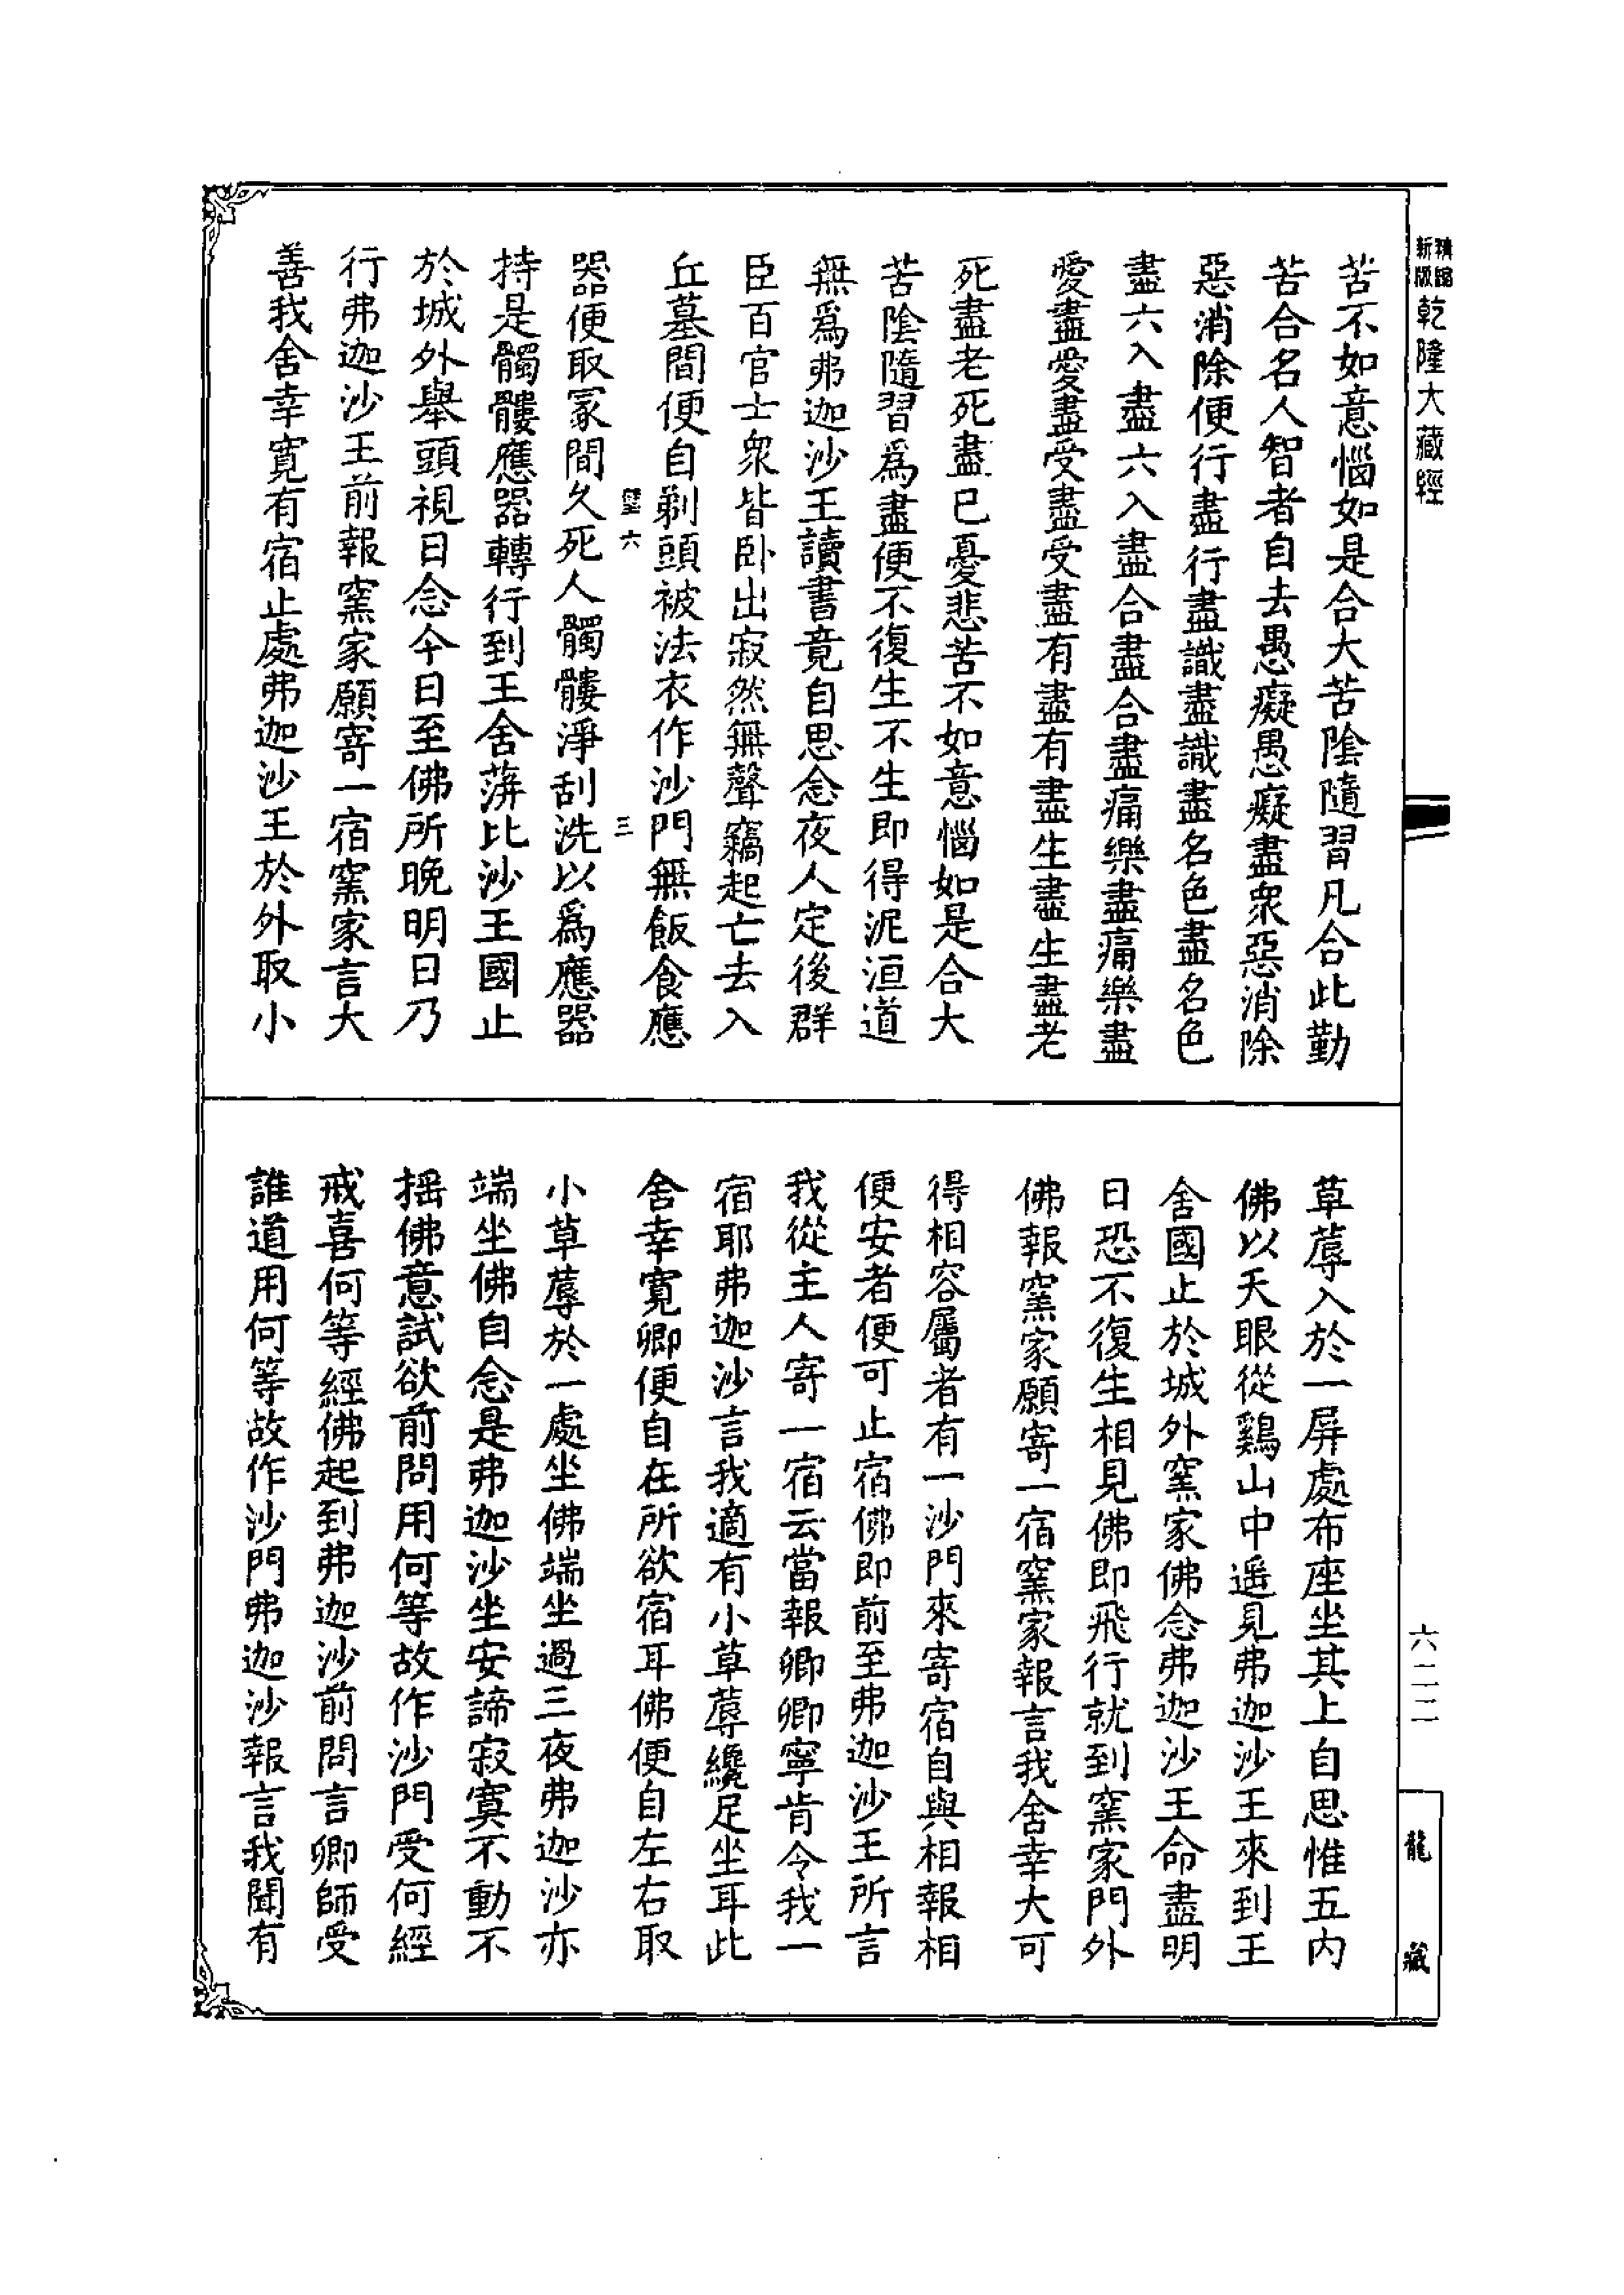 新版
乾隆大藏經
苦不如意惱如是合大苦陰隨習凡合此勤
苦合名人智者自去愚癡愚癡盡衆惡消除
惡消除便行盡行盡識盡識盡名色盡名色
盡六入盡六入盡合盡合盡痛樂盡痛樂盡
愛盡愛盡受盡受盡有盡有盡生盡生盡老
死盡老死盡已憂悲苦不如意惱如是合大
苦陰隨習爲盡便不復生不生即得泥洹道
無爲弗迦沙王讀書竟自思念夜人定後群
臣百官士衆皆卧出寂然無聲竊起亡去入
丘墓間便自剃頭被法衣作沙門無飯食應
六 三
器便取冢間久死人髑髏淨刮洗以爲應器
持是髑髏應器轉行到王舍蓱比沙王國止
於城外舉頭視日念今日至佛所晚明日乃
行弗迦沙王前報窯家願寄一宿窯家言大
善我舍幸寬有宿止處弗迦沙王於外取小
草蓐入於一屏處布座坐其上自思惟五内
佛以天眼從鷄山中遥見弗迦沙王來到王
舍國止於城外窯家佛念弗迦沙王命盡明
日恐不復生相見佛即飛行就到窯家門外
佛報窯家願寄一宿窯家報言我舍幸大可
得相容屬者有一沙門來寄宿自與相報相
便安者便可止宿佛即前至弗迦沙王所言
我從主人寄一宿云當報卿卿寧肯令我一
宿耶弗迦沙言我適有小草蓐纔足坐耳此
舍幸寬卿便自在所欲宿耳佛便自左右取
小草蓐於一處坐佛端坐過三夜弗迦沙亦
端坐佛自念是弗迦沙坐安諦寂寞不動不
摇佛意試欲前問用何等故作沙門受何經
戒喜何等經佛起到弗迦沙前問言卿師受
誰道用何等故作沙門弗迦沙報言我聞有
六二二
龍藏